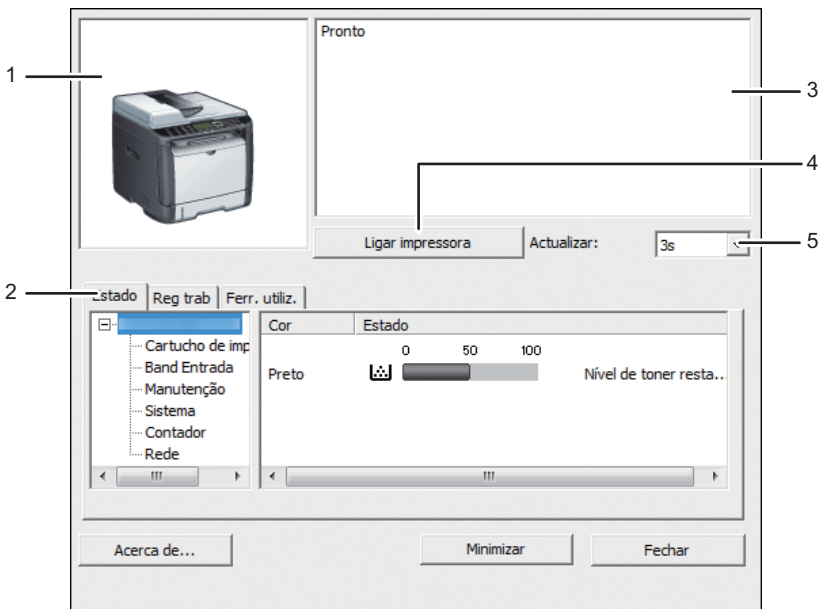 Pronto
1
3
4
Ligar impressora
Actualizar:
3s
5
2
Estado
Reg trab
Ferr. utiliz.
Cor
Estado
Cartucho de imp
Band Entrada
Manutenção
Sistema
Contador
Rede
0 50 100
Preto
Nível de toner resta...
Acerca de...
Minimizar
Fechar